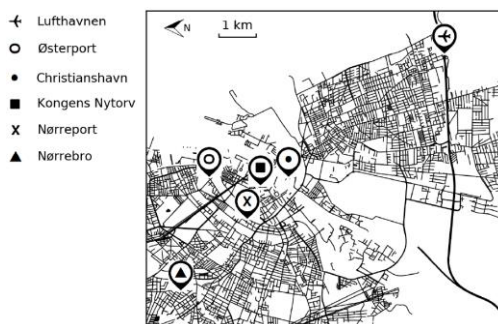 Lufthavnen
Østerport
Christianshavn
Kongens Nytorv
Nørreport
Nørrebro
N
1 km
X